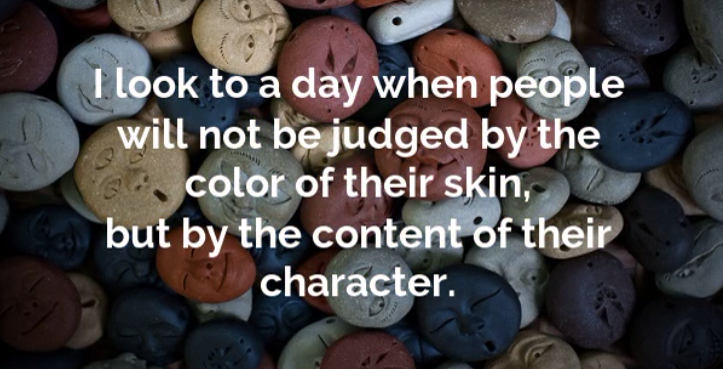 I look to a day when people
will not be judged by the
color of their skin,
but by the content of their
character.